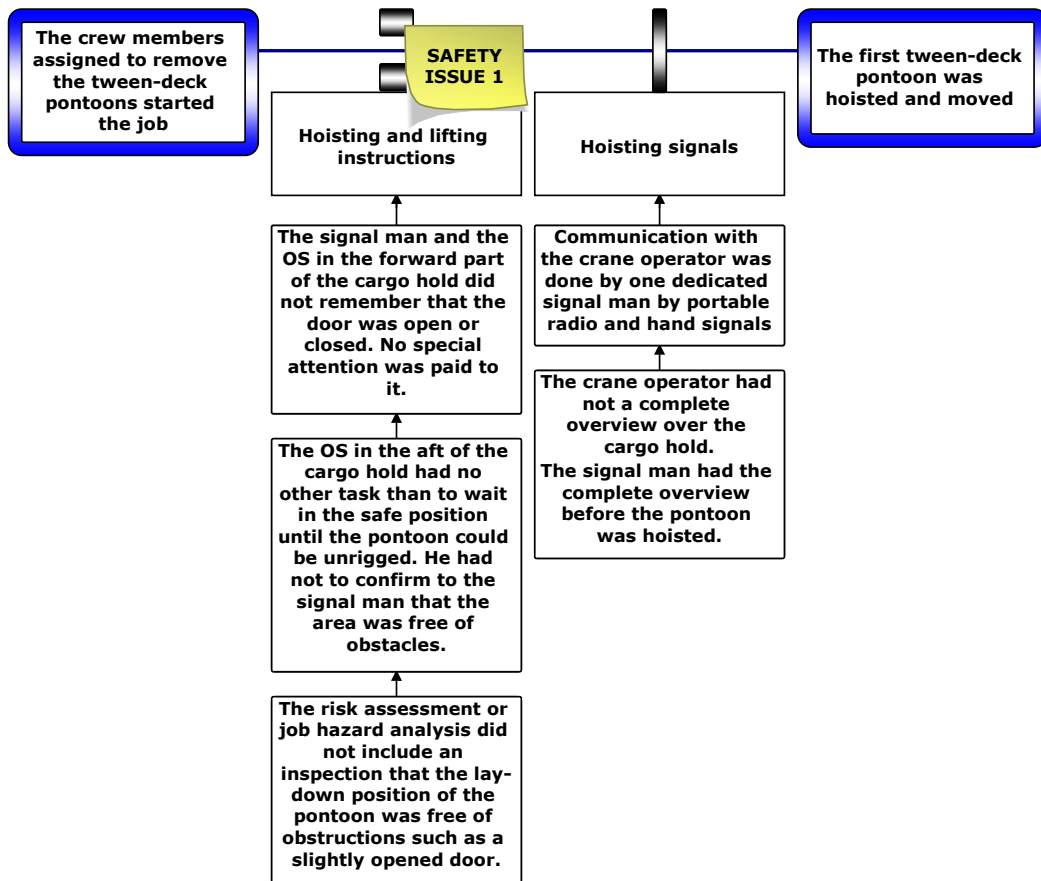 The crew members
assigned to remove
the tween-deck
pontoons started
the job
SAFETY
ISSUE 1
The first tween-deck
pontoon was
hoisted and moved
Hoisting and lifting
instructions
Hoisting signals
The signal man and the
OS in the forward part
of the cargo hold did
not remember that the
door was open or
closed. No special
attention was paid to
it.
The OS in the aft of the
cargo hold had no
other task than to wait
in the safe position
until the pontoon could
be unrigged. He had
not to confirm to the
signal man that the
area was free of
obstacles.
The risk assessment or
job hazard analysis did
not include an
inspection that the lay-
down position of the
pontoon was free of
obstructions such as a
slightly opened door.
Communication with
the crane operator was
done by one dedicated
signal man by portable
radio and hand signals
The crane operator had
not a complete
overview over the
cargo hold.
The signal man had the
complete overview
before the pontoon
was hoisted.